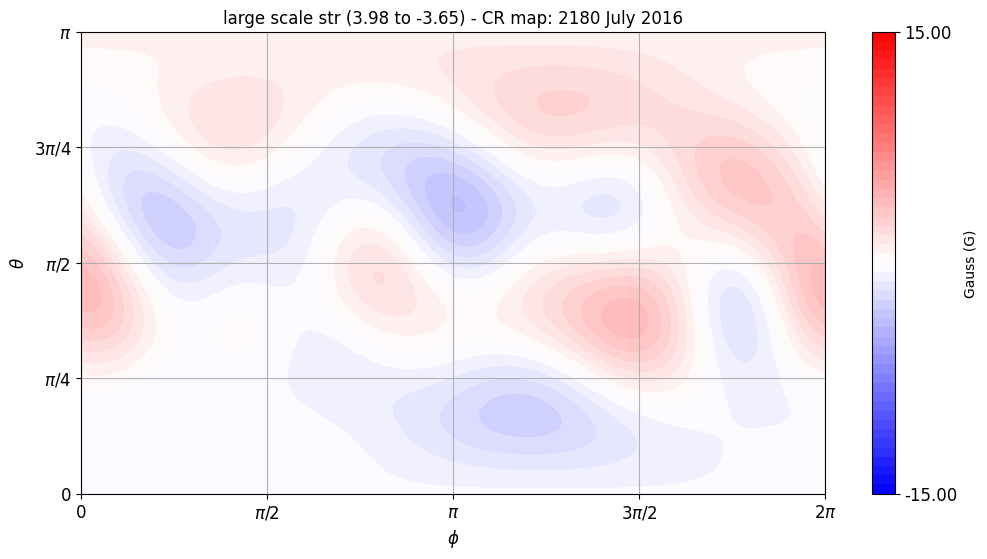 large scale str (3.98 to -3.65) - CR map: 2180 July 2016
π
3π/4
π/2
π/4
0
θ
0
π/2
π
3π/2
2π
ϕ
15.00
-15.00
Gauss (G)